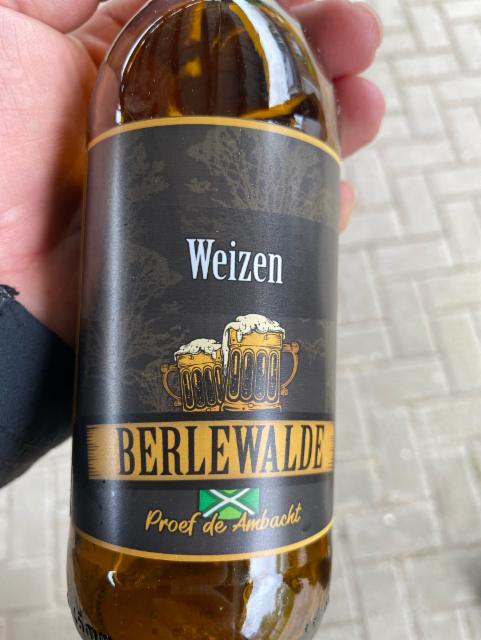 Weizen
BERLEWALDE
Proef de Ambacht